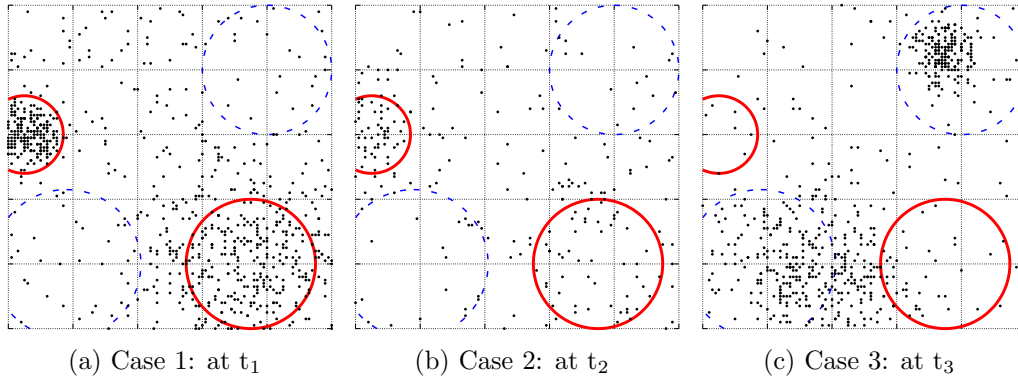 (a) Case 1: at t₁
(b) Case 2: at t₂
(c) Case 3: at t₃